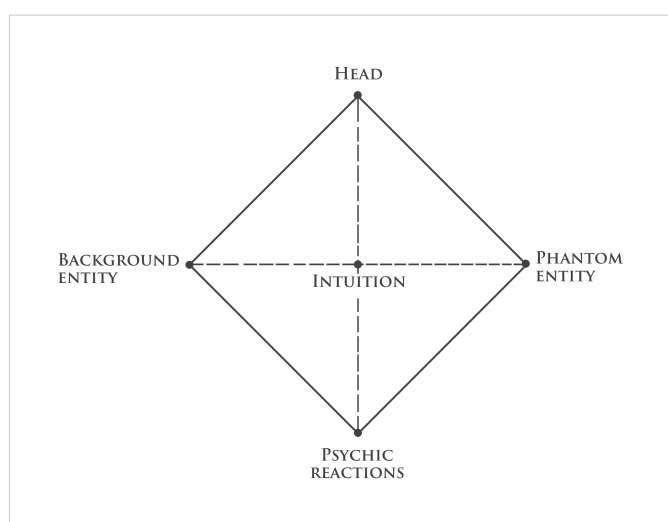 Head
Background
entity
Intuition
Phantom
entity
Psychic
reactions